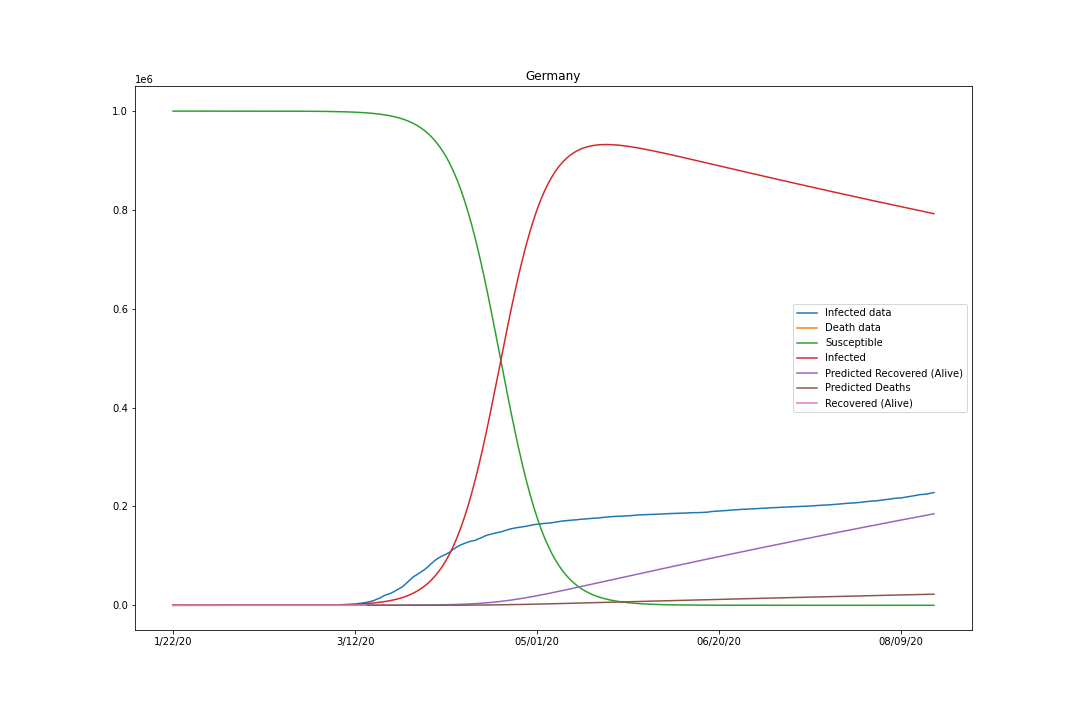 Germany
1e6
1.0
0.8
0.6
0.4
0.2
0.0
Infected data
Death data
Susceptible
Infected
Predicted Recovered (Alive)
Predicted Deaths
Recovered (Alive)
1/22/20
3/12/20
05/01/20
06/20/20
08/09/20